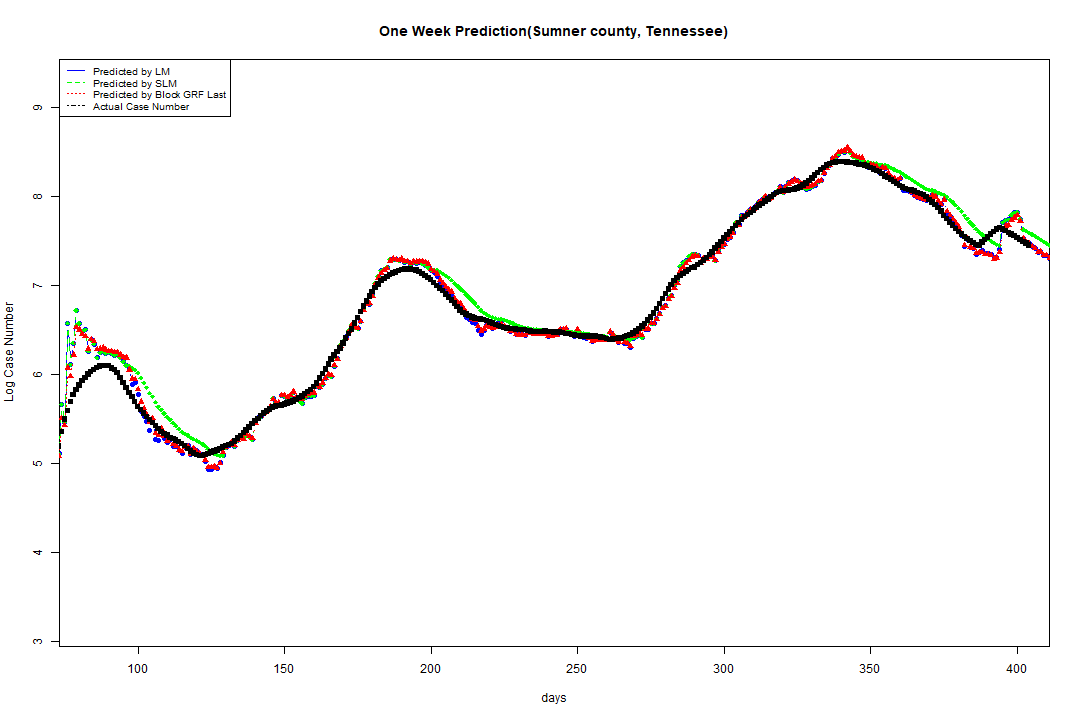 One Week Prediction(Sumner county, Tennessee)
Predicted by LM
Predicted by SLM
Predicted by Block GRF Last
Actual Case Number
9
8
7
6
5
4
3
Log Case Number
100 150 200 250 300 350 400
days